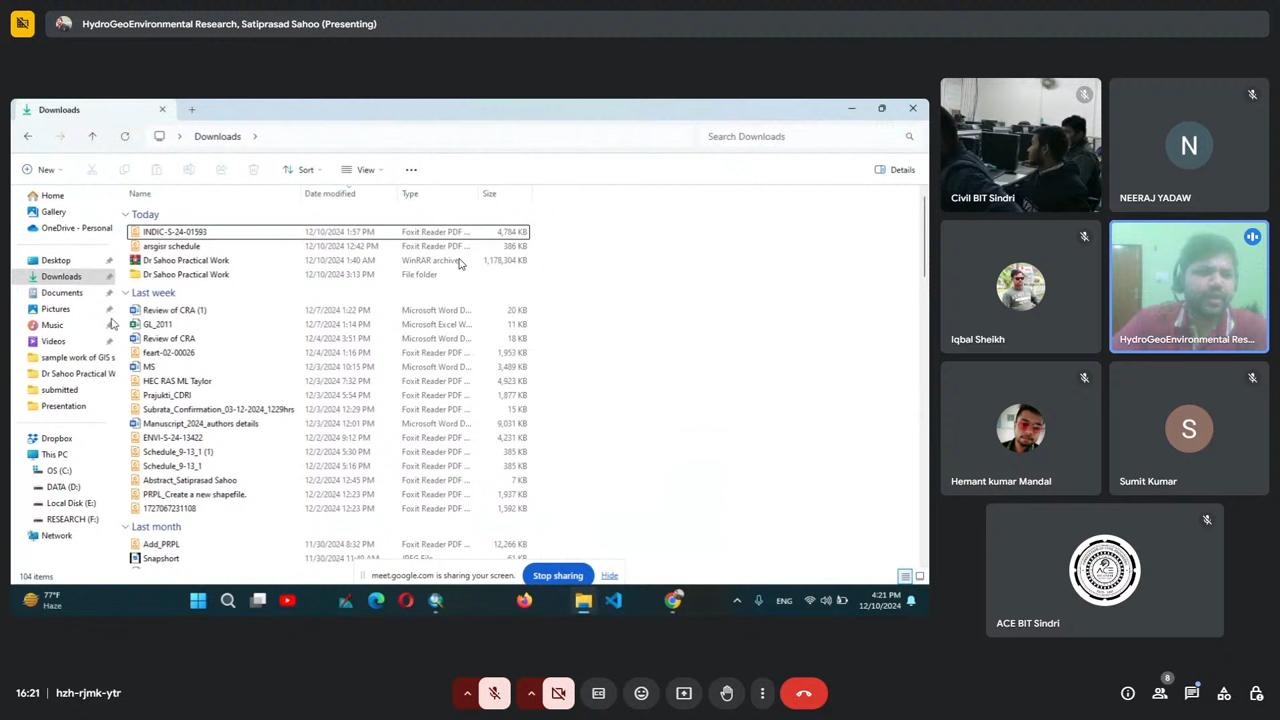 HydroGeoEnvironmental Research, Satiprasad Sahoo (Presenting)
Downloads
Downloads
Search Downloads
New
Sort
View
Details
Name
Date modified
Type
Size
Home
Gallery
OneDrive - Personal
Desktop
Downloads
Documents
Pictures
Music
Videos
sample work of GIS s
Dr Sahoo Practical W
submitted
Presentation
Dropbox
This PC
OS (C:)
DATA (D:)
Local Disk (E:)
RESEARCH (F:)
Network
Today
INDIC-S-24-01593 12/10/2024 1:57 PM Foxit Reader PDF ... 4,784 KB
arsgisr schedule 12/10/2024 12:42 PM Foxit Reader PDF ... 386 KB
Dr Sahoo Practical Work 12/10/2024 1:40 AM WinRAR archive 1,178,304 KB
Dr Sahoo Practical Work 12/10/2024 3:13 PM File folder
Last week
Review of CRA (1) 12/7/2024 1:22 PM Microsoft Word D... 20 KB
GL_2011 12/7/2024 1:14 PM Microsoft Excel W... 11 KB
Review of CRA 12/4/2024 3:51 PM Microsoft Word D... 18 KB
feart-02-00026 12/4/2024 1:16 PM Foxit Reader PDF ... 1,953 KB
MS 12/3/2024 10:15 PM Microsoft Word D... 3,489 KB
HEC RAS ML Taylor 12/3/2024 7:32 PM Foxit Reader PDF ... 4,923 KB
Prajukti_CDRI 12/3/2024 5:54 PM Foxit Reader PDF ... 1,877 KB
Subrata_Confirmation_03-12-2024_1229hrs 12/3/2024 12:29 PM Foxit Reader PDF ... 15 KB
Manuscript_2024_authors details 12/3/2024 12:01 PM Microsoft Word D... 9,031 KB
ENVI-S-24-13422 12/2/2024 9:12 PM Foxit Reader PDF ... 4,231 KB
Schedule_9-13_1 (1) 12/2/2024 5:30 PM Foxit Reader PDF ... 385 KB
Schedule_9-13_1 12/2/2024 5:16 PM Foxit Reader PDF ... 385 KB
Abstract_Satiprasad Sahoo 12/2/2024 12:45 PM Foxit Reader PDF ... 7 KB
PRPL_Create a new shapefile. 12/2/2024 12:23 PM Foxit Reader PDF ... 1,937 KB
1727067231108 12/2/2024 12:23 PM Foxit Reader PDF ... 1,592 KB
Last month
Add_PRPL 11/30/2024 8:32 PM Foxit Reader PDF ... 12,266 KB
Snapshort 11/30/2024 11:40 AM JPEG File 61 KB
104 items
meet.google.com is sharing your screen.
Stop sharing
Hide
77°F
Haze
ENG
4:21 PM
12/10/2024
Civil BIT Sindri
N
NEERAJ YADAW
Iqbal Sheikh
HydroGeoEnvironmental Res...
Hemant kumar Mandal
S
Sumit Kumar
ACE
ACE BIT Sindri
16:21
hzh-rjmk-ytr
8